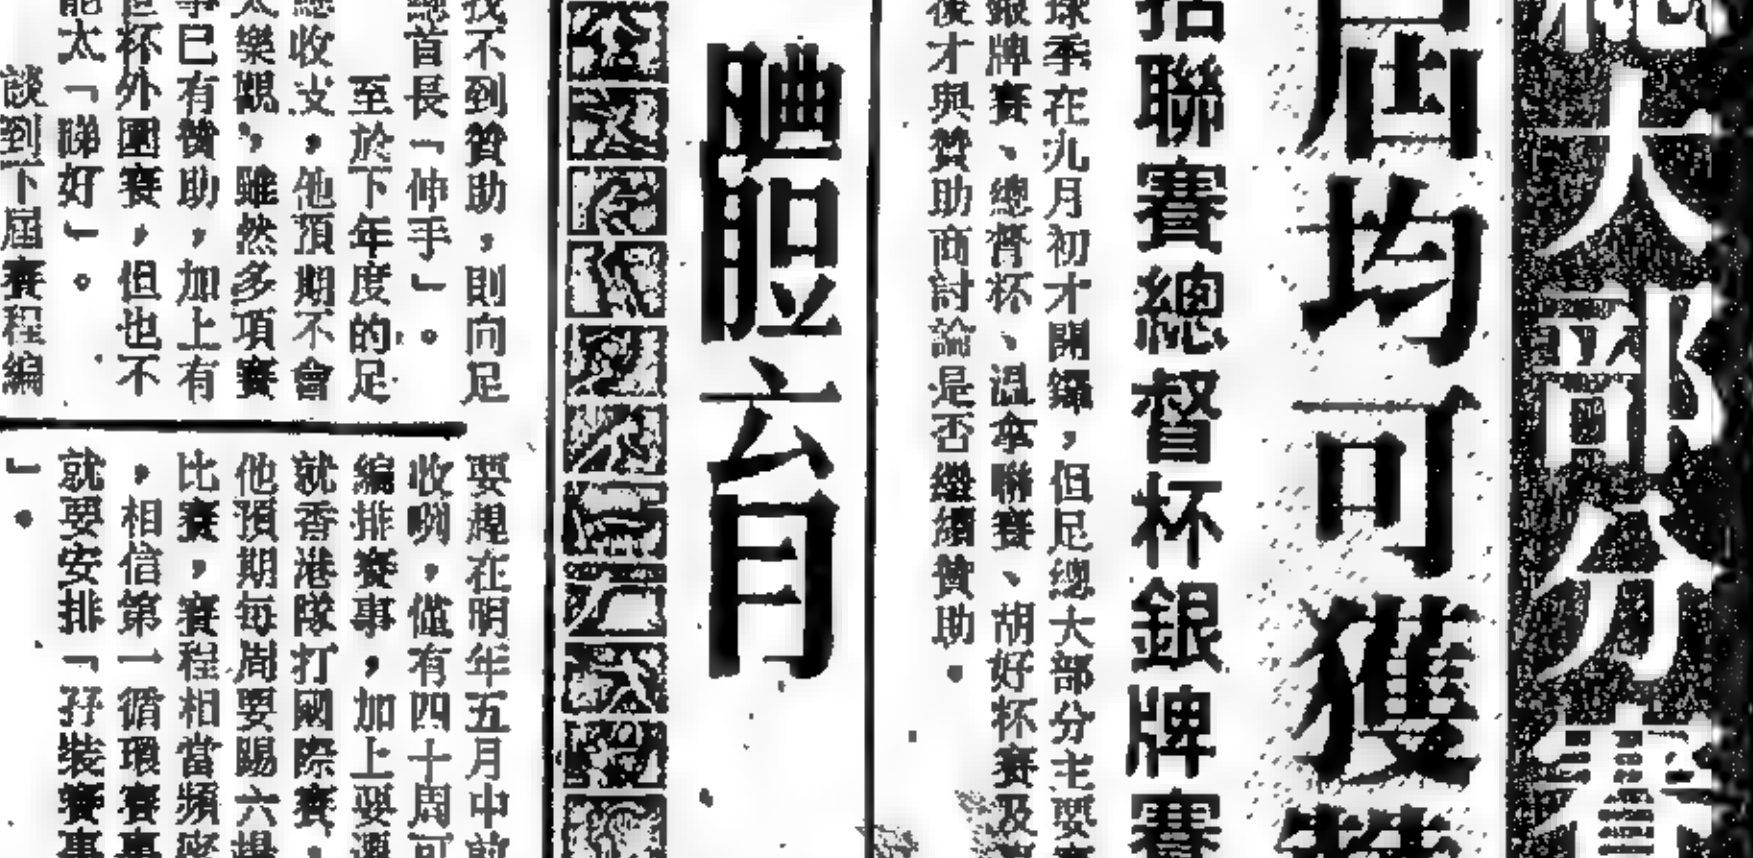 大部分賽
屆均可獲
括聯賽總督杯銀牌賽
球季在九月初才開鑼，但足總大部分主要
銀牌賽、總督杯、溫拿聯賽、胡好杯賽及
後才與贊助商討論是否繼續贊助。
體育
找不到贊助，則向足
總首長「伸手」。
至於下年度的足
總收支，他預期不會
太樂觀，雖然多項賽
事已有贊助，加上有
世杯外圍賽，但也不
能太「睇好」。
談到下屆賽程編
要趕在明年五月中前
收咧，僅有四十周可
編排賽事，加上要
就香港隊打國際賽，
他預期每周要踢六場
比賽，賽程相當頻密
，相信第一循環賽事
就要安排「孖裝賽事
」。